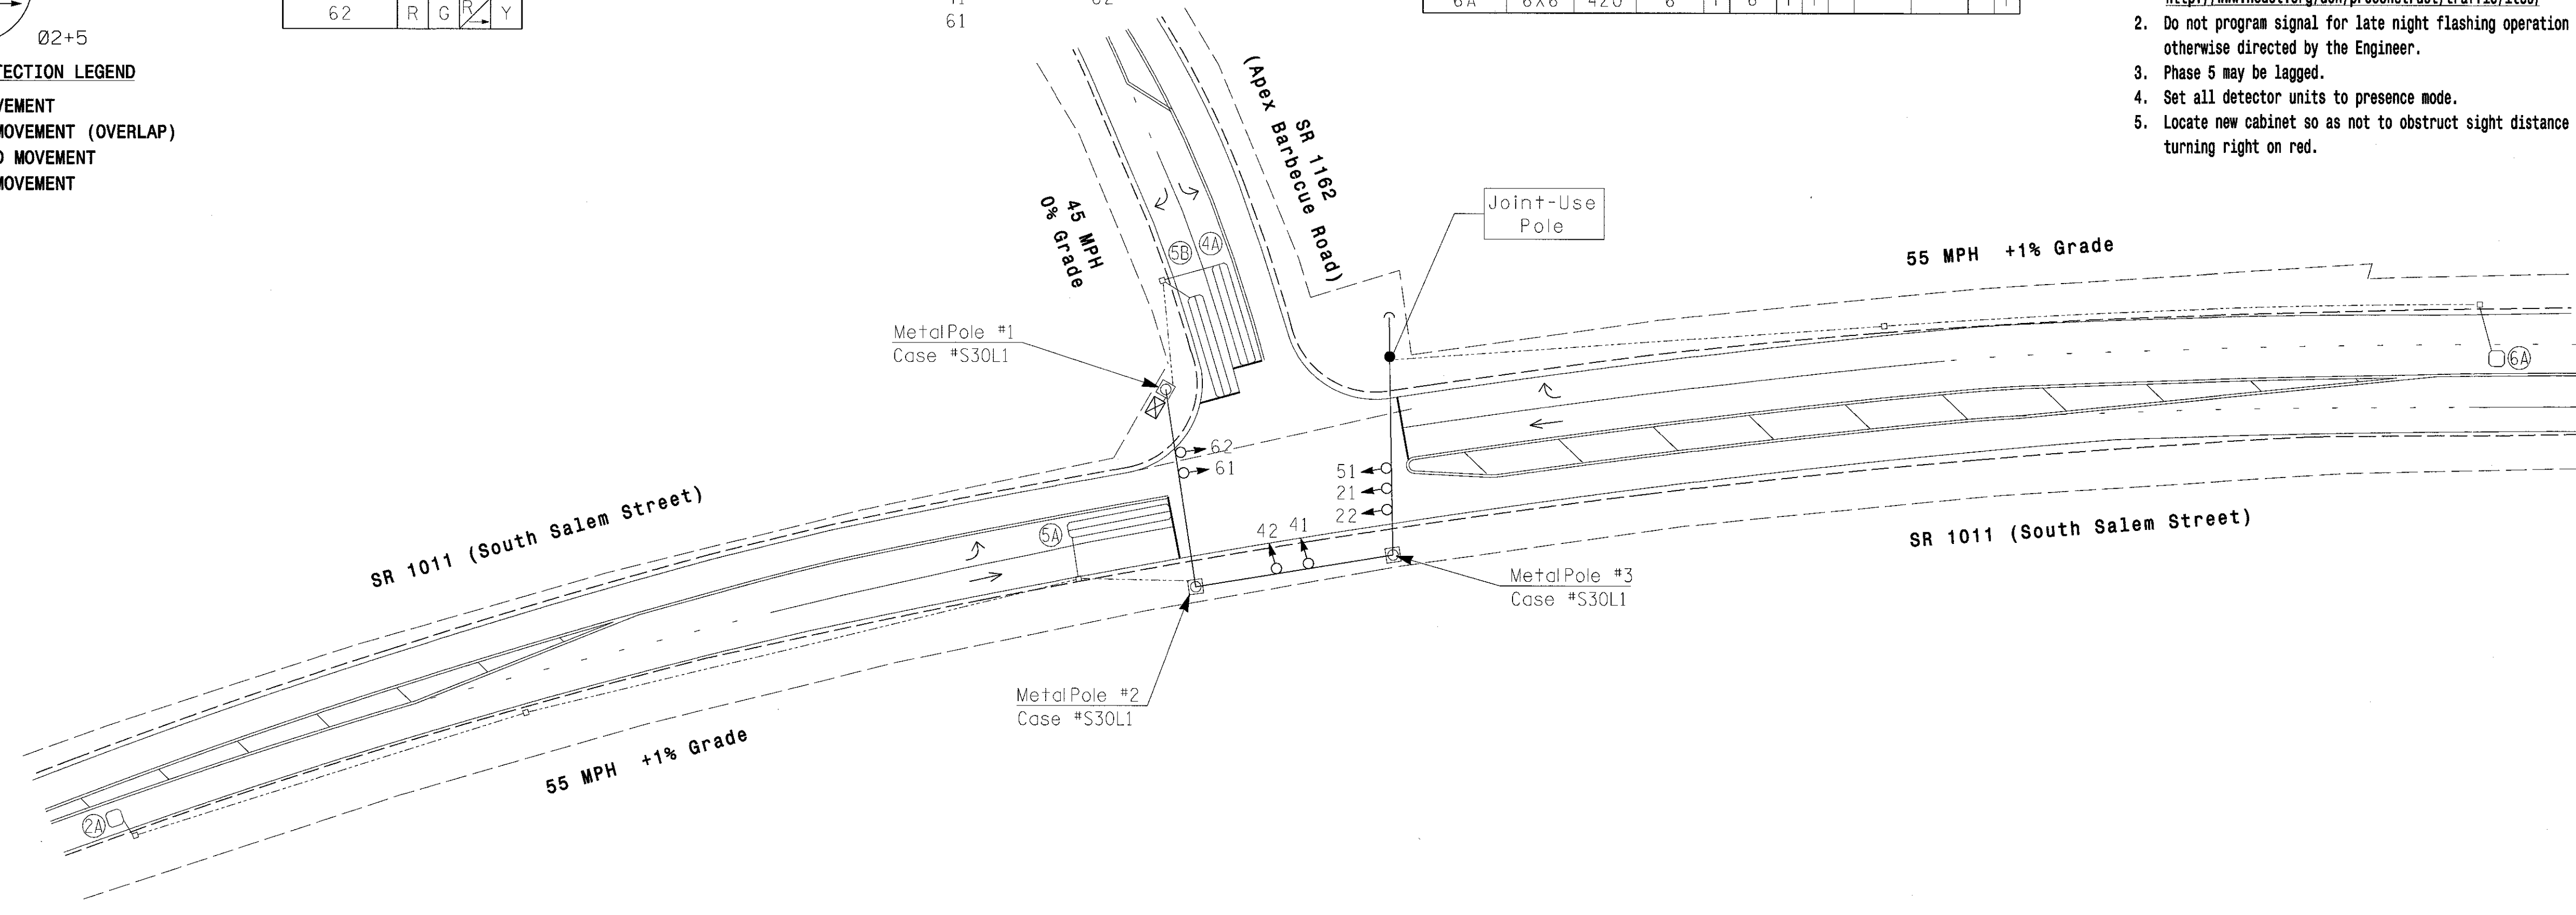 62 R G R Y
Ø2+5
TECTION LEGEND
VEMENT
MOVEMENT (OVERLAP)
D MOVEMENT
MOVEMENT
61
6A 6X6 420 6
2. Do not program signal for late night flashing operation
otherwise directed by the Engineer.
3. Phase 5 may be lagged.
4. Set all detector units to presence mode.
5. Locate new cabinet so as not to obstruct sight distance
turning right on red.
SR 1162
(Apex Barbecue Road)
45 MPH
0% Grade
5B
4A
Joint-Use
Pole
55 MPH +1% Grade
Metal Pole #1
Case #S30L1
6A
62
61
51
21
22
42
41
5A
SR 1011 (South Salem Street)
SR 1011 (South Salem Street)
Metal Pole #3
Case #S30L1
Metal Pole #2
Case #S30L1
55 MPH +1% Grade
2A